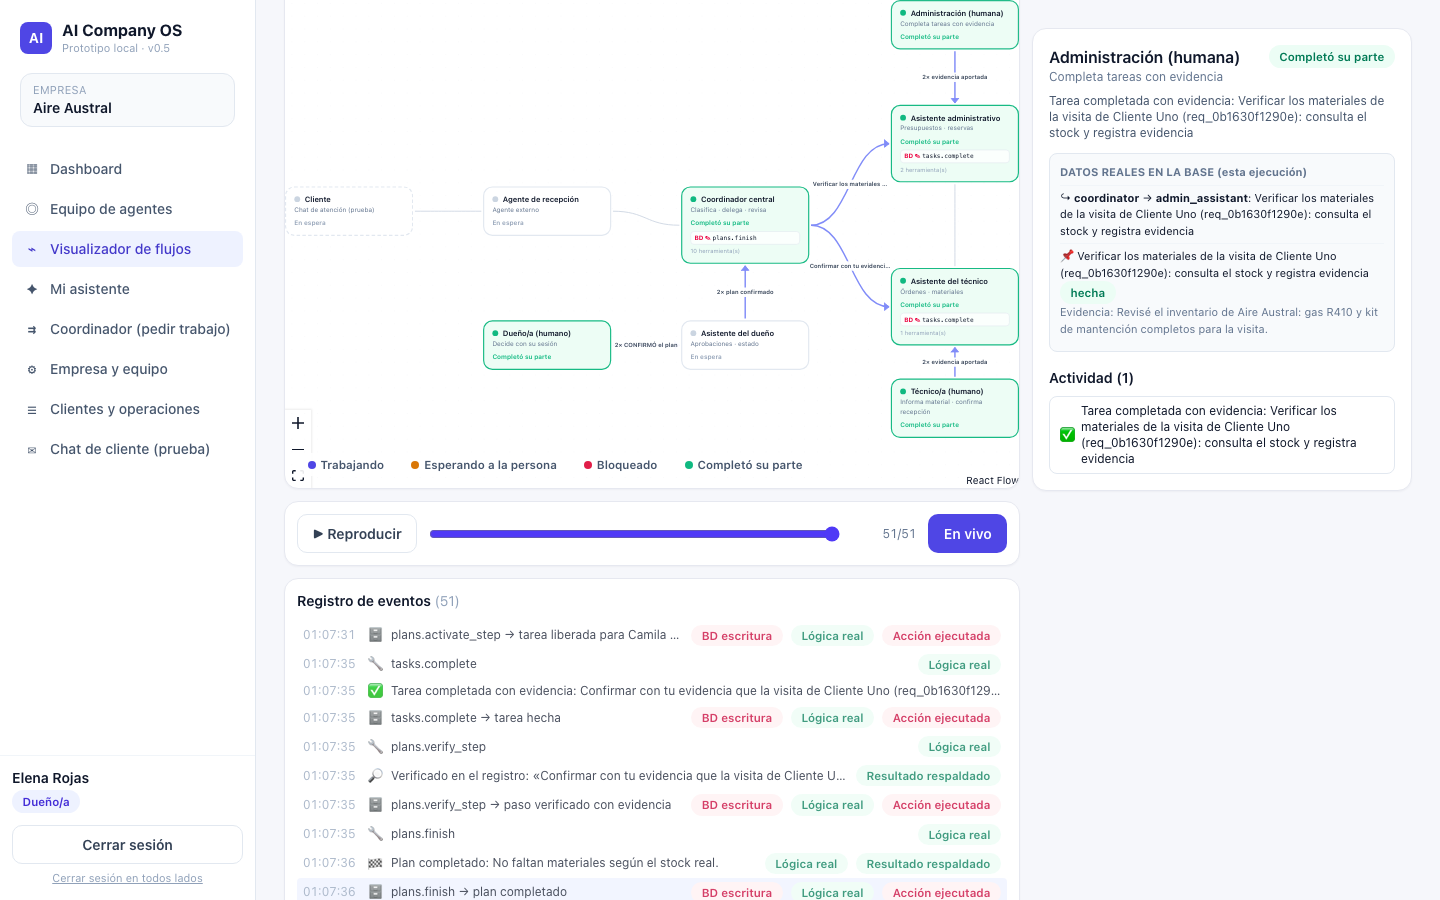 AI
AI Company OS
Prototipo local · v0.5
EMPRESA
Aire Austral
Dashboard
Equipo de agentes
Visualizador de flujos
Mi asistente
Coordinador (pedir trabajo)
Empresa y equipo
Clientes y operaciones
Chat de cliente (prueba)
Elena Rojas
Dueño/a
Cerrar sesión
Cerrar sesión en todos lados
Administración (humana)
Completa tareas con evidencia
Completó su parte
2× evidencia aportada
Asistente administrativo
Presupuestos · reservas
Completó su parte
BD ✎ tasks.complete
2 herramienta(s)
Verificar los materiales ...
Cliente
Chat de atención (prueba)
En espera
Agente de recepción
Agente externo
En espera
Coordinador central
Clasifica · delega · revisa
Completó su parte
BD ✎ plans.finish
10 herramienta(s)
Confirmar con tu evidenci...
2× plan confirmado
Asistente del técnico
Órdenes · materiales
Completó su parte
BD ✎ tasks.complete
1 herramienta(s)
Dueño/a (humano)
Decide con su sesión
Completó su parte
2× CONFIRMÓ el plan
Asistente del dueño
Aprobaciones · estado
En espera
2× evidencia aportada
Técnico/a (humano)
Informa material · confirma
recepción
Completó su parte
Trabajando
Esperando a la persona
Bloqueado
Completó su parte
React Flow
▶ Reproducir
51/51
En vivo
Registro de eventos (51)
01:07:31 plans.activate_step → tarea liberada para Camila ... BD escritura Lógica real Acción ejecutada
01:07:35 tasks.complete Lógica real
01:07:35 ✅ Tarea completada con evidencia: Confirmar con tu evidencia que la visita de Cliente Uno (req_0b1630f129...
01:07:35 tasks.complete → tarea hecha BD escritura Lógica real Acción ejecutada
01:07:35 plans.verify_step Lógica real
01:07:35 Verificado en el registro: «Confirmar con tu evidencia que la visita de Cliente U... Resultado respaldado
01:07:35 plans.verify_step → paso verificado con evidencia BD escritura Lógica real Acción ejecutada
01:07:35 plans.finish Lógica real
01:07:36 Plan completado: No faltan materiales según el stock real. Lógica real Resultado respaldado
01:07:36 plans.finish → plan completado BD escritura Lógica real Acción ejecutada
Administración (humana)
Completó su parte
Completa tareas con evidencia
Tarea completada con evidencia: Verificar los materiales de
la visita de Cliente Uno (req_0b1630f1290e): consulta el
stock y registra evidencia
DATOS REALES EN LA BASE (esta ejecución)
↪ coordinator → admin_assistant: Verificar los materiales
de la visita de Cliente Uno (req_0b1630f1290e): consulta el
stock y registra evidencia
📌 Verificar los materiales de la visita de Cliente Uno
(req_0b1630f1290e): consulta el stock y registra evidencia
hecha
Evidencia: Revisé el inventario de Aire Austral: gas R410 y kit
de mantención completos para la visita.
Actividad (1)
Tarea completada con evidencia: Verificar los
materiales de la visita de Cliente Uno
(req_0b1630f1290e): consulta el stock y registra
evidencia